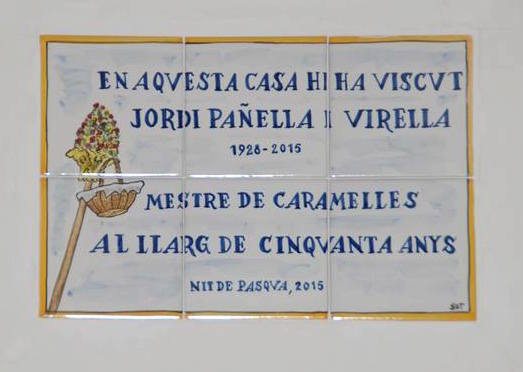 EN AQVESTA CASA HI HA VISCVT
JORDI PAÑELLA I VIRELLA
1928-2015
MESTRE DE CARAMELLES
AL LLARG DE CINQVANTA ANYS
NIT DE PASQVA, 2015